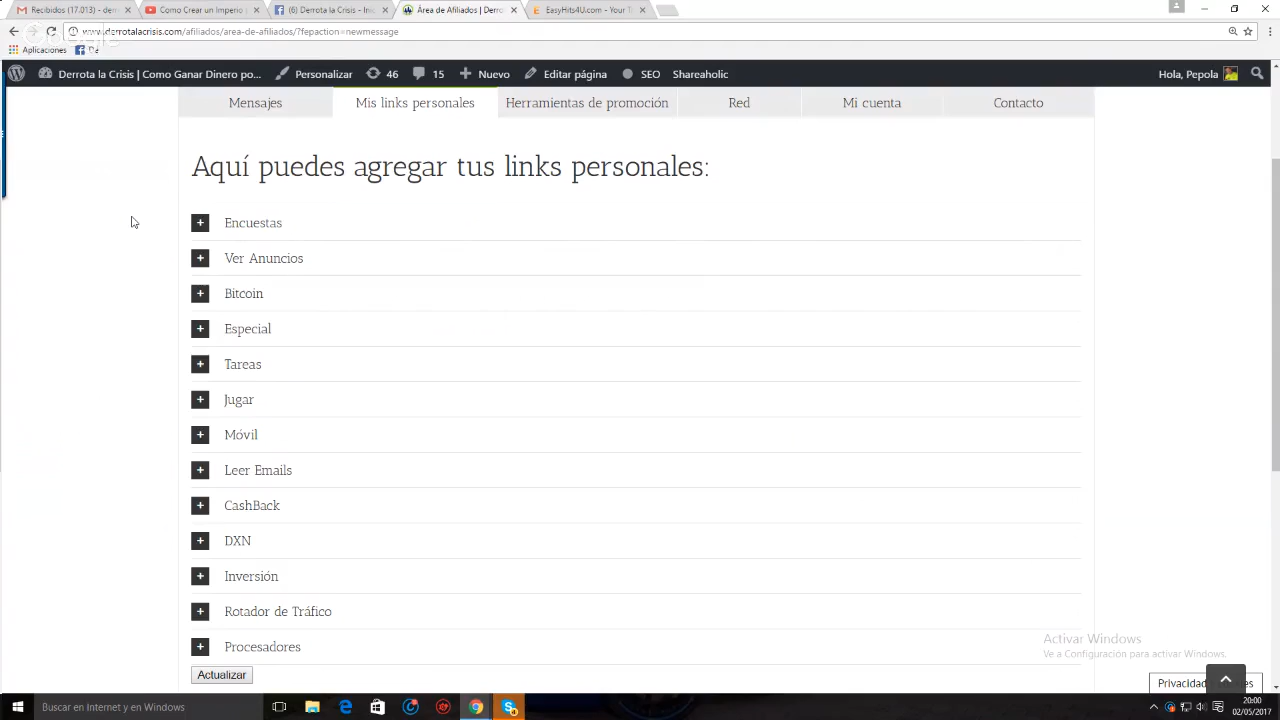 Recibidos (17.013) - derro
Como Crear un Imperio
(6) Derrota la Crisis - Inic
Área de Afiliados | Derro
EasyHits4U.com - Your T
www.derrotalacrisis.com/afiliados/area-de-afiliados/?fepaction=newmessage
Aplicaciones
Derrota la Crisis | Como Ganar Dinero po...
Personalizar
46
15
Nuevo
Editar página
SEO
Shareaholic
Hola, Pepola
Mensajes
Mis links personales
Herramientas de promoción
Red
Mi cuenta
Contacto
Aquí puedes agregar tus links personales:
Encuestas
Ver Anuncios
Bitcoin
Especial
Tareas
Jugar
Móvil
Leer Emails
CashBack
DXN
Inversión
Rotador de Tráfico
Procesadores
Actualizar
Activar Windows
Ve a Configuración para activar Windows.
Privacidad
Buscar en Internet y en Windows
20:00
02/05/2017